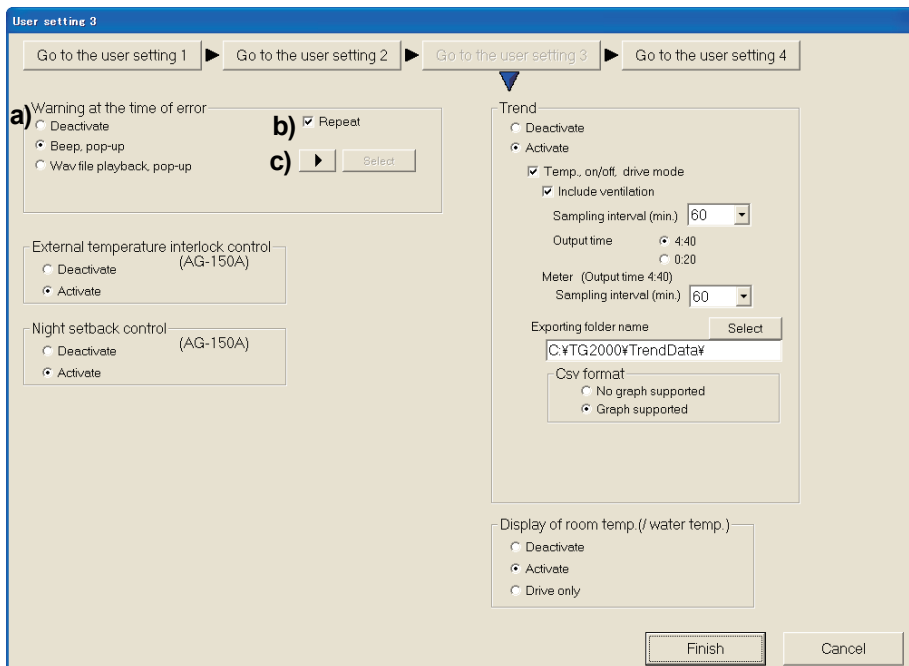 User setting 3
Go to the user setting 1
Go to the user setting 2
Go to the user setting 3
Go to the user setting 4
a)
Warning at the time of error
Deactivate
Beep, pop-up
Wav file playback, pop-up
b)
Repeat
c)
Select
External temperature interlock control
(AG-150A)
Deactivate
Activate
Night setback control
(AG-150A)
Deactivate
Activate
Trend
Deactivate
Activate
Temp., on/off, drive mode
Include ventilation
Sampling interval (min.) 60
Output time 4:40
0:20
Meter (Output time 4:40)
Sampling interval (min.) 60
Exporting folder name Select
C:¥TG2000¥TrendData¥
Csv format
No graph supported
Graph supported
Display of room temp.(/ water temp.)
Deactivate
Activate
Drive only
Finish
Cancel